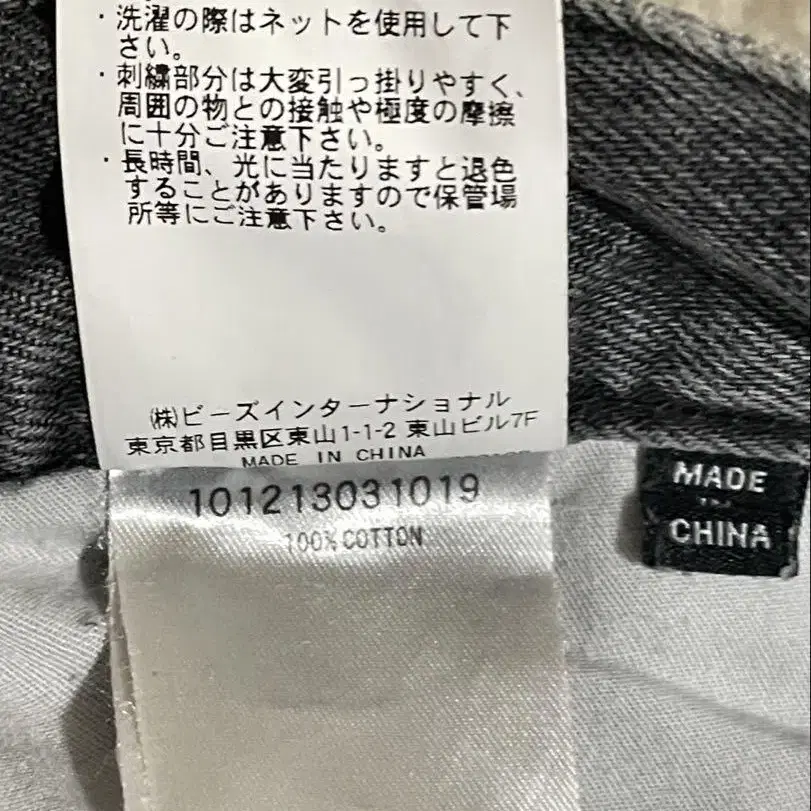 ・洗濯の際はネットを使用して下
さい。
・刺繍部分は大変引っ掛りやすく、
周囲の物との接触や極度の摩擦
に十分ご注意下さい。
・長時間、光に当たりますと退色
することがありますので保管場
所等にご注意下さい。
(株)ビーズインターナショナル
東京都目黒区東山1-1-2 東山ビル7F
MADE IN CHINA
101213031019
100% COTTON
MADE
IN
CHINA